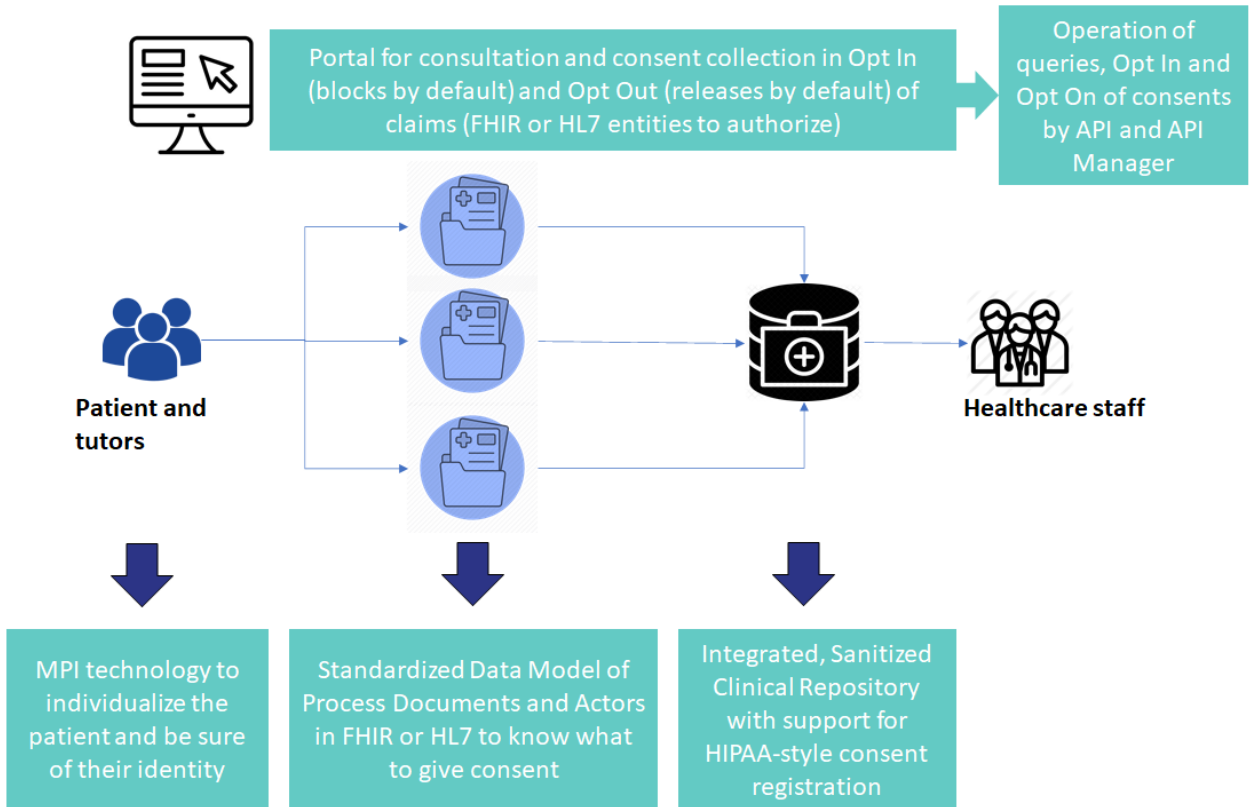 Portal for consultation and consent collection in Opt In
(blocks by default) and Opt Out (releases by default) of
claims (FHIR or HL7 entities to authorize)
Operation of
queries, Opt In and
Opt On of consents
by API and API
Manager
Patient and
tutors
Healthcare staff
MPI technology to
individualize the
patient and be sure
of their identity
Standardized Data Model of
Process Documents and Actors
in FHIR or HL7 to know what
to give consent
Integrated, Sanitized
Clinical Repository
with support for
HIPAA-style consent
registration